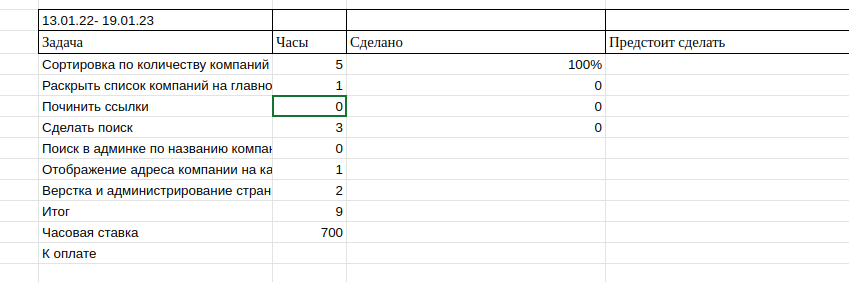 13.01.22- 19.01.23
Задача Часы Сделано Предстоит сделать
Сортировка по количеству компаний 5 100%
Раскрыть список компаний на главно 1 0
Починить ссылки 0 0
Сделать поиск 3 0
Поиск в админке по названию компан 0
Отображение адреса компании на ка 1
Верстка и администрирование стран 2
Итог 9
Часовая ставка 700
К оплате